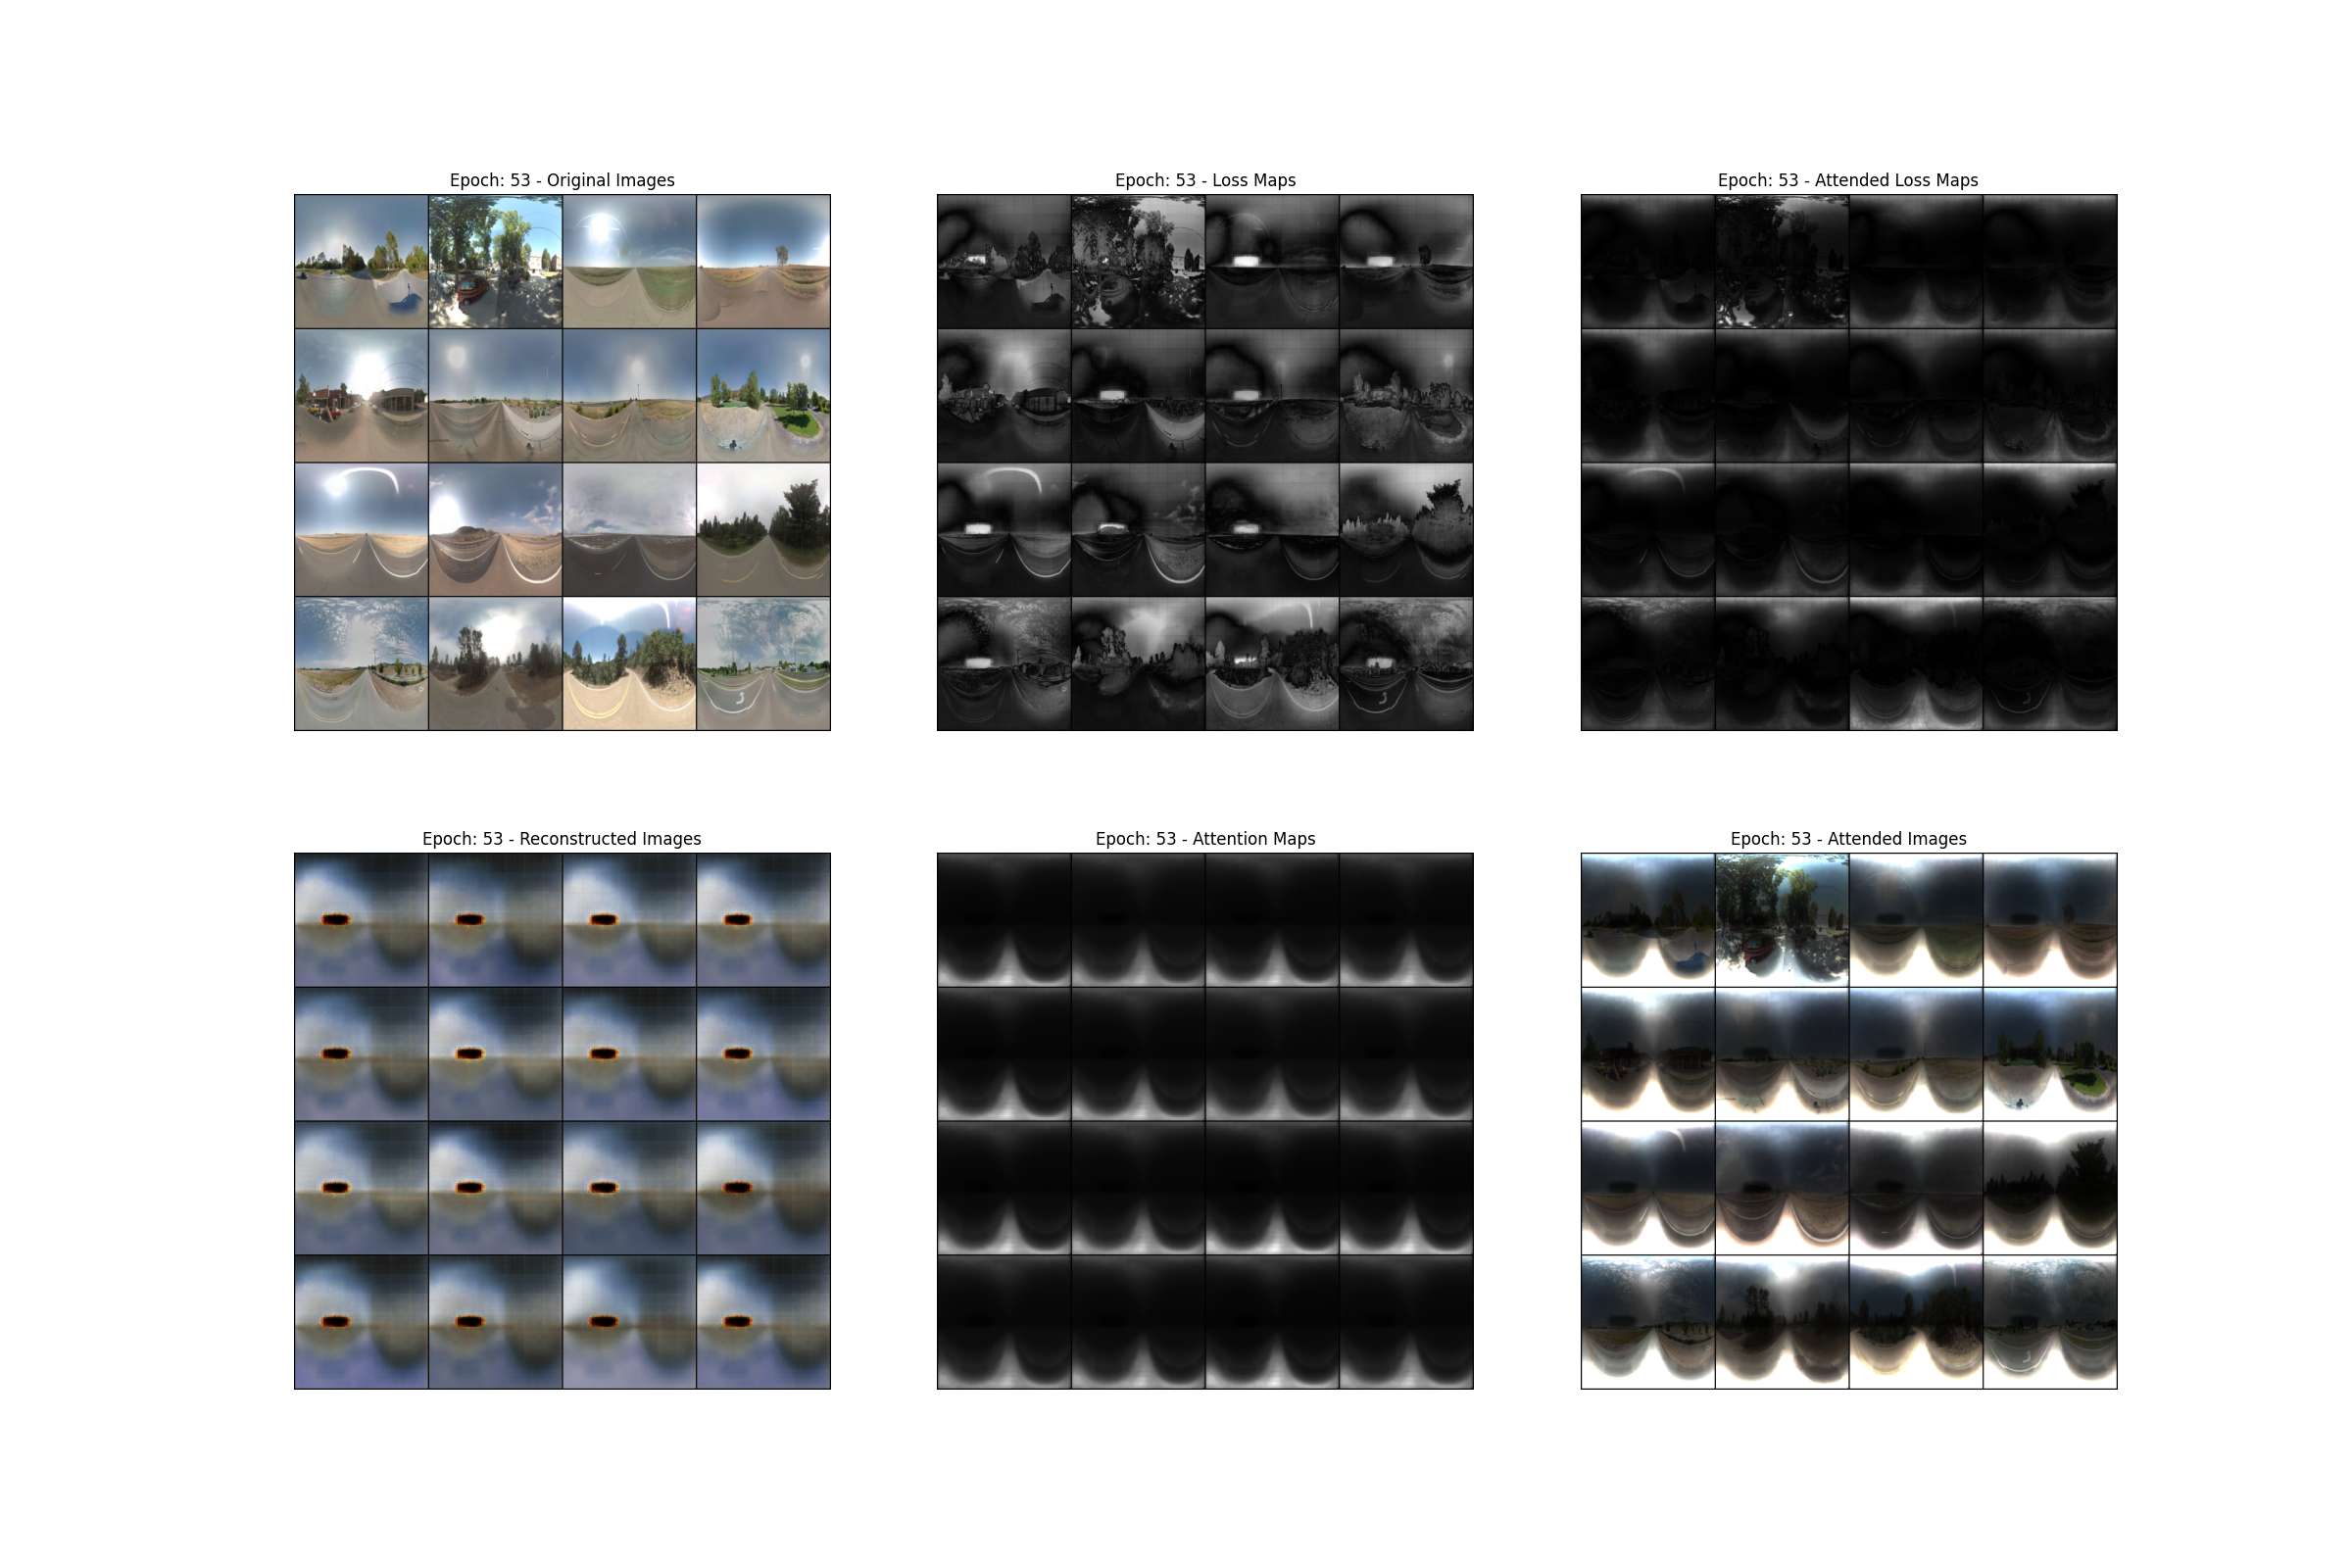 Epoch: 53 - Original Images
Epoch: 53 - Loss Maps
Epoch: 53 - Attended Loss Maps
Epoch: 53 - Reconstructed Images
Epoch: 53 - Attention Maps
Epoch: 53 - Attended Images